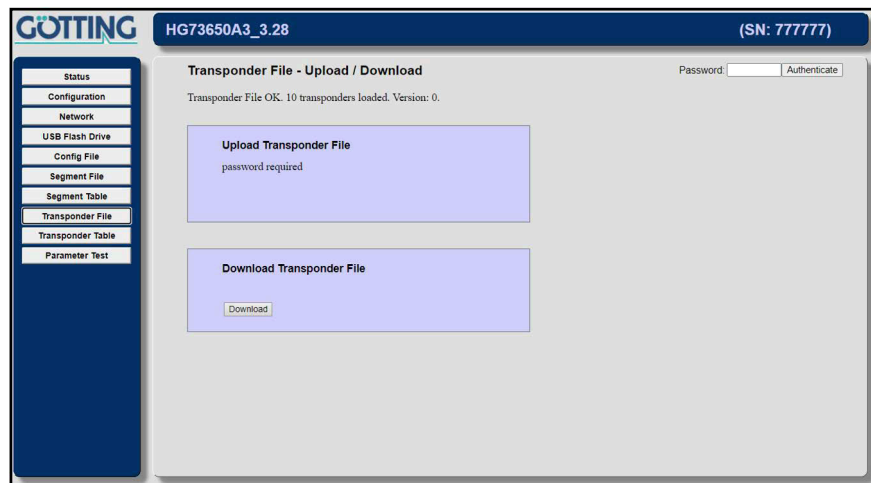 GÖTTING
HG73650A3_3.28 (SN: 777777)
Status
Configuration
Network
USB Flash Drive
Config File
Segment File
Segment Table
Transponder File
Transponder Table
Parameter Test
Transponder File - Upload / Download
Password: Authenticate
Transponder File OK. 10 transponders loaded. Version: 0.
Upload Transponder File
password required
Download Transponder File
Download